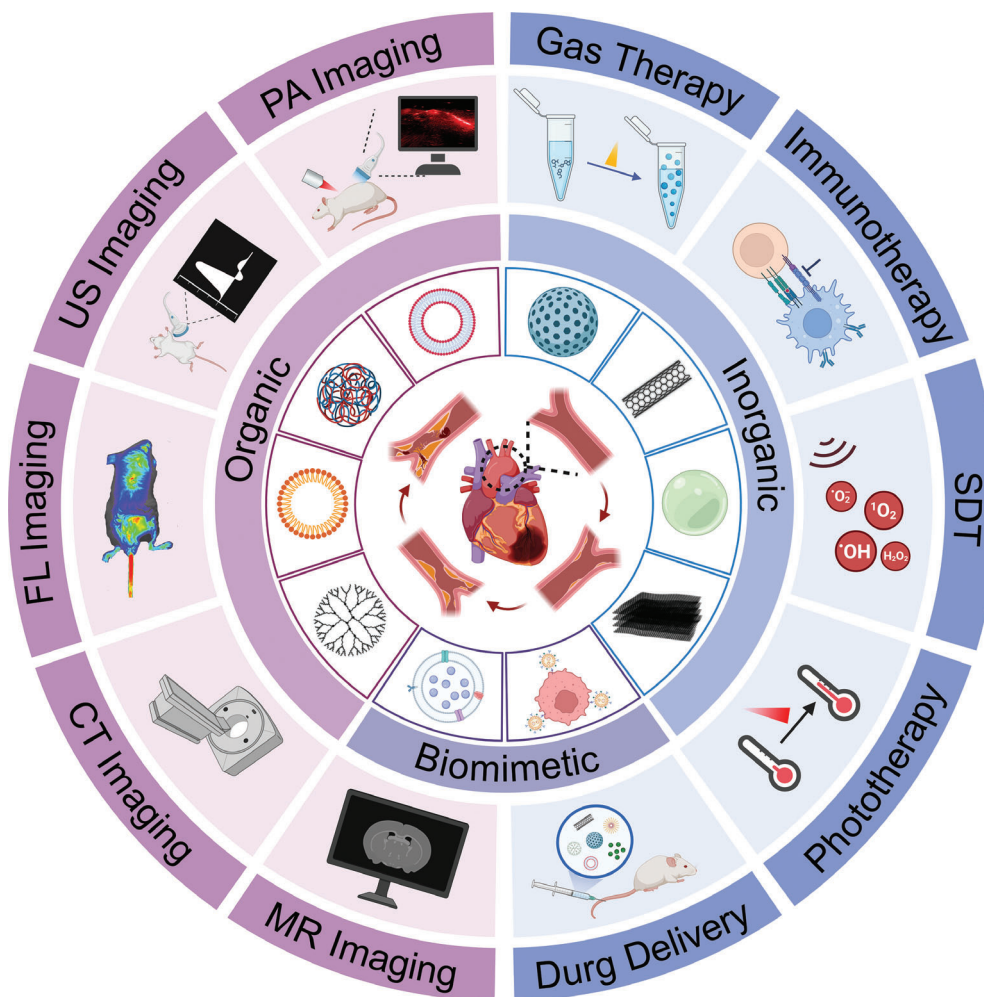 PA Imaging
Gas Therapy
Immunotherapy
SDT
Phototherapy
Durg Delivery
MR Imaging
CT Imaging
FL Imaging
US Imaging
Organic
Inorganic
Biomimetic
•O₂⁻
¹O₂
•OH
H₂O₂